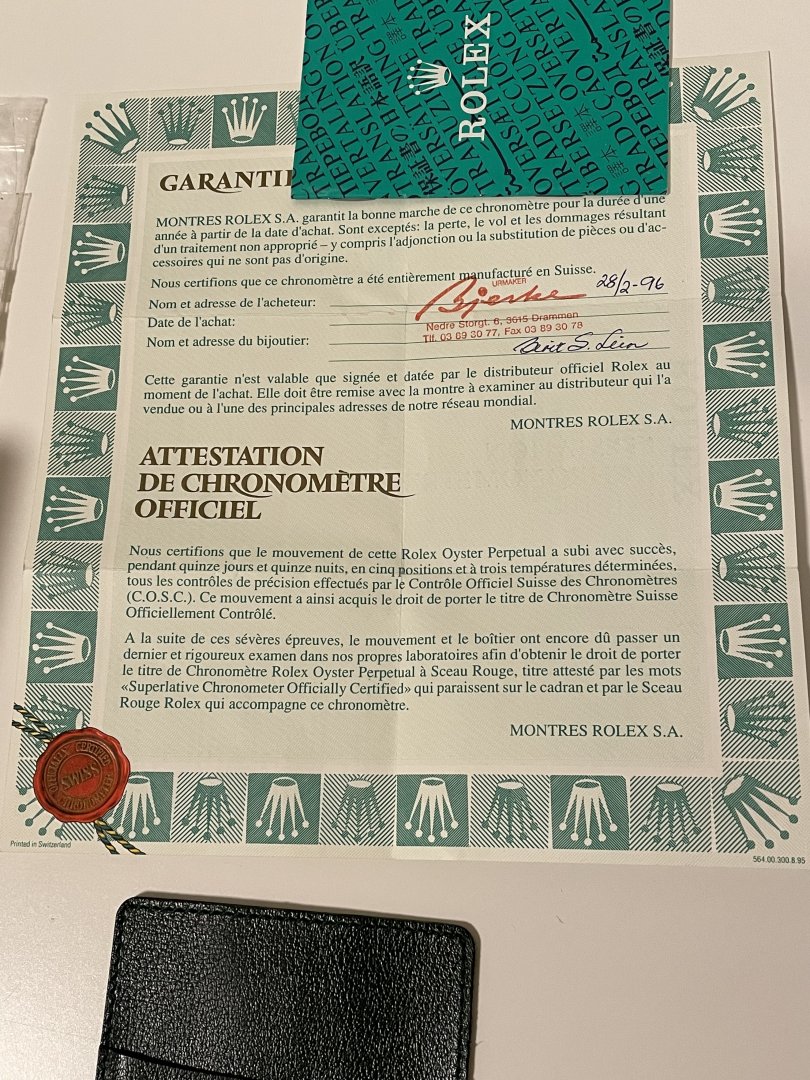 ROLEX
TRANSLATION
TRADUCCION
GARANTI
MONTRES ROLEX S.A. garantit la bonne marche de ce chronomètre pour la durée d'une
année à partir de la date d'achat. Sont exceptés: la perte, le vol et les dommages résultant
d'un traitement non approprié – y compris l'adjonction ou la substitution de pièces ou d'ac-
cessoires qui ne sont pas d'origine.
Nous certifions que ce chronomètre a été entièrement manufacturé en Suisse.
URMAKER
28/2-96
Nom et adresse de l'acheteur:
Bjerke
Date de l'achat:
Nedre Storgt. 6, 3015 Drammen
Nom et adresse du bijoutier:
Tlf. 03 89 30 77, Fax 03 89 30 78
Cette garantie n'est valable que signée et datée par le distributeur officiel Rolex au
moment de l'achat. Elle doit être remise avec la montre à examiner au distributeur qui l'a
vendue ou à l'une des principales adresses de notre réseau mondial.
MONTRES ROLEX S.A.
ATTESTATION
DE CHRONOMÈTRE
OFFICIEL
Nous certifions que le mouvement de cette Rolex Oyster Perpetual a subi avec succès,
pendant quinze jours et quinze nuits, en cinq positions et à trois températures déterminées,
tous les contrôles de précision effectués par le Contrôle Officiel Suisse des Chronomètres
(C.O.S.C.). Ce mouvement a ainsi acquis le droit de porter le titre de Chronomètre Suisse
Officiellement Contrôlé.
A la suite de ces sévères épreuves, le mouvement et le boîtier ont encore dû passer un
dernier et rigoureux examen dans nos propres laboratoires afin d'obtenir le droit de porter
le titre de Chronomètre Rolex Oyster Perpetual à Sceau Rouge, titre attesté par les mots
«Superlative Chronometer Officially Certified» qui paraissent sur le cadran et par le Sceau
Rouge Rolex qui accompagne ce chronomètre.
MONTRES ROLEX S.A.
OFFICIALLY CERTIFIED
SWISS
CHRONOMETER
Printed in Switzerland
564.00.300.8.95